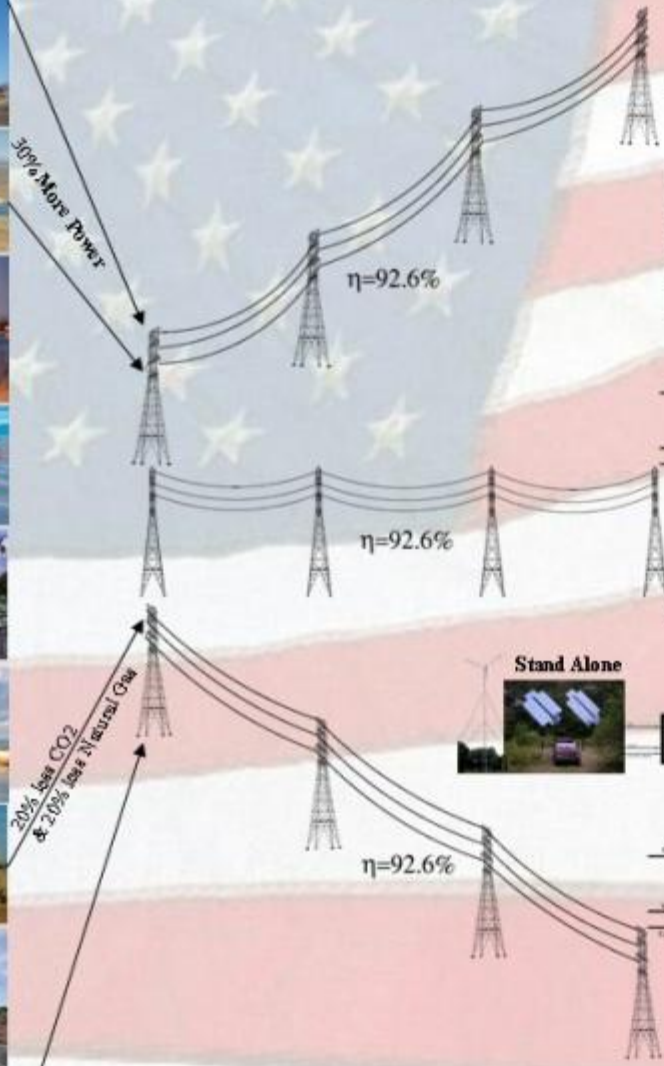 30% More Power
η=92.6%
η=92.6%
Stand Alone
20% less CO2
& 20% less Natural Gas
η=92.6%